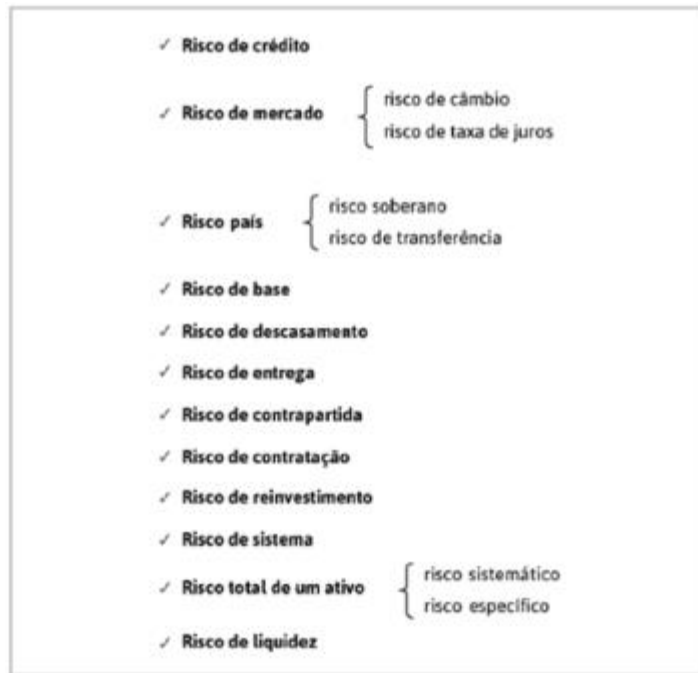 ✓ Risco de crédito
✓ Risco de mercado
risco de câmbio
risco de taxa de juros
✓ Risco país
risco soberano
risco de transferência
✓ Risco de base
✓ Risco de descasamento
✓ Risco de entrega
✓ Risco de contrapartida
✓ Risco de contratação
✓ Risco de reinvestimento
✓ Risco de sistema
✓ Risco total de um ativo
risco sistemático
risco específico
✓ Risco de liquidez